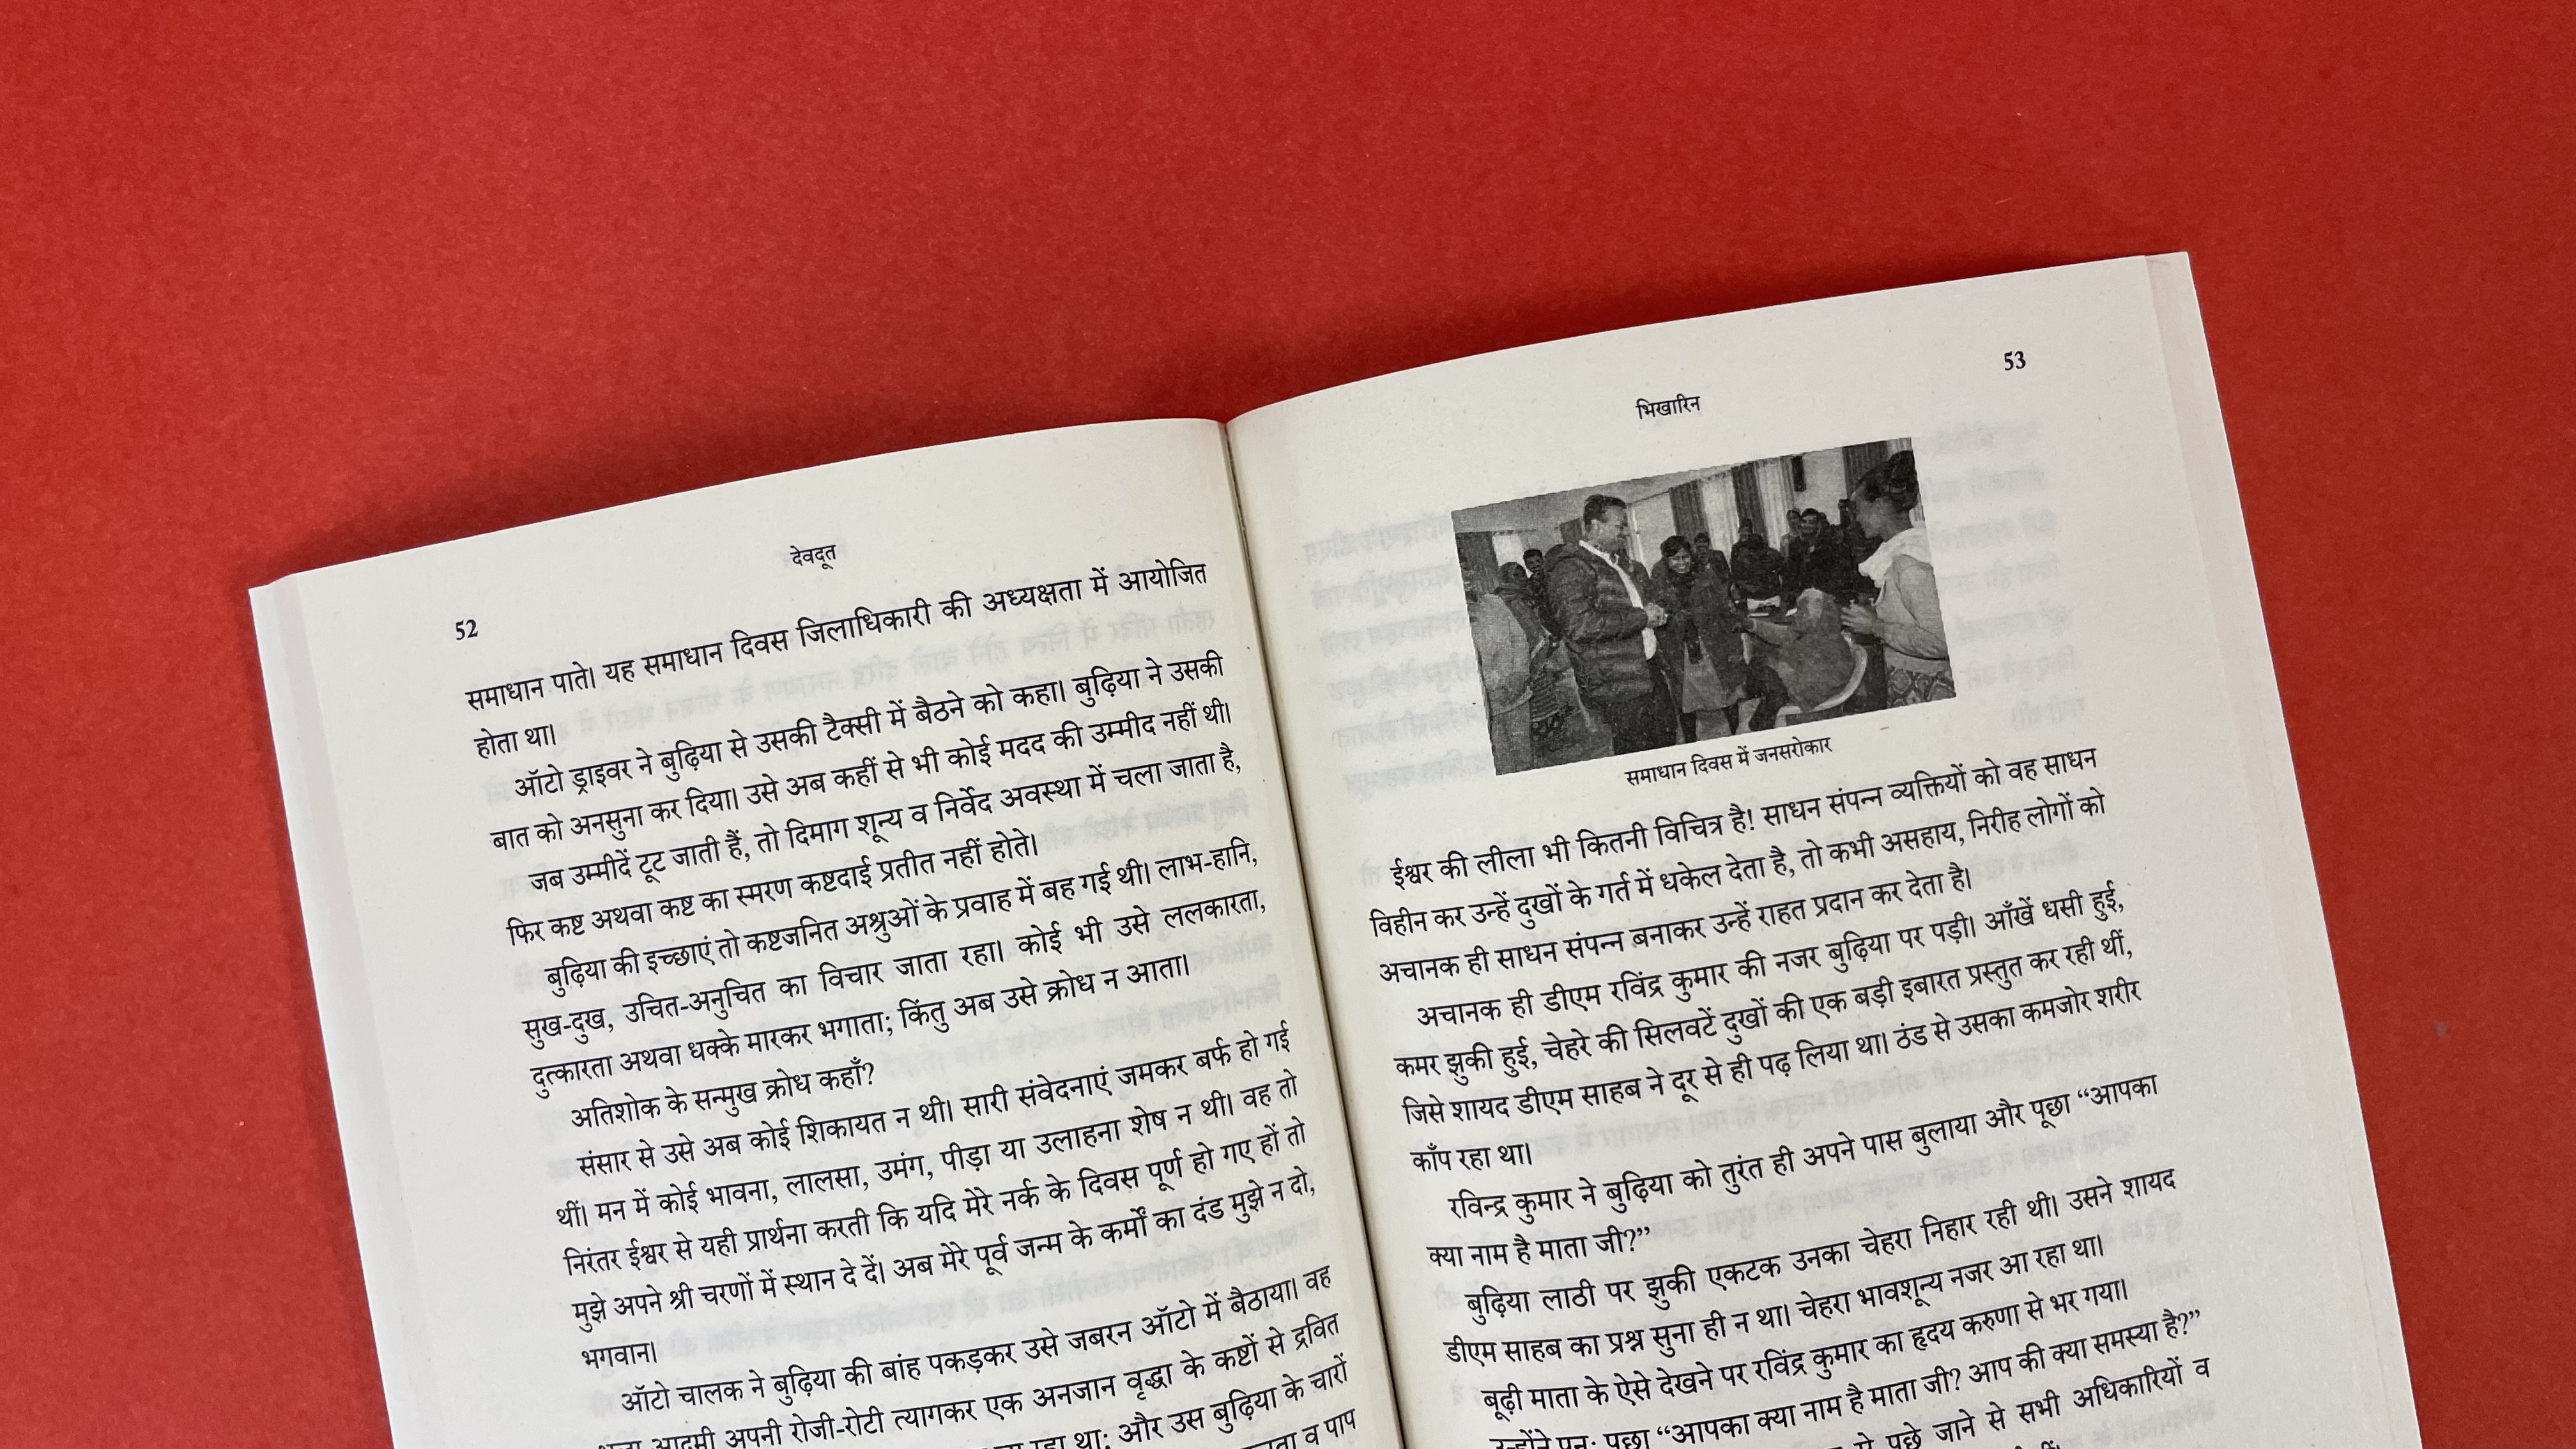 देवदूत
52
समाधान पाते। यह समाधान दिवस जिलाधिकारी की अध्यक्षता में आयोजित
होता था।
ऑटो ड्राइवर ने बुढ़िया से उसकी टैक्सी में बैठने को कहा। बुढ़िया ने उसकी
बात को अनसुना कर दिया। उसे अब कहीं से भी कोई मदद की उम्मीद नहीं थी।
जब उम्मीदें टूट जाती हैं, तो दिमाग शून्य व निर्वेद अवस्था में चला जाता है,
फिर कष्ट अथवा कष्ट का स्मरण कष्टदाई प्रतीत नहीं होते।
बुढ़िया की इच्छाएं तो कष्टजनित अश्रुओं के प्रवाह में बह गई थी। लाभ-हानि,
सुख-दुख, उचित-अनुचित का विचार जाता रहा। कोई भी उसे ललकारता,
दुत्कारता अथवा धक्के मारकर भगाता; किंतु अब उसे क्रोध न आता।
अतिशोक के सन्मुख क्रोध कहाँ?
संसार से उसे अब कोई शिकायत न थी। सारी संवेदनाएं जमकर बर्फ हो गई
थीं। मन में कोई भावना, लालसा, उमंग, पीड़ा या उलाहना शेष न थी। वह तो
निरंतर ईश्वर से यही प्रार्थना करती कि यदि मेरे नर्क के दिवस पूर्ण हो गए हों तो
मुझे अपने श्री चरणों में स्थान दे दें। अब मेरे पूर्व जन्म के कर्मों का दंड मुझे न दो,
भगवान।
ऑटो चालक ने बुढ़िया की बांह पकड़कर उसे जबरन ऑटो में बैठाया। वह
आदमी अपनी रोजी-रोटी त्यागकर एक अनजान वृद्धा के कष्टों से द्रवित
रहा था; और उस बुढ़िया के चारों
व पाप
53
भिखारिन
समाधान दिवस में जनसरोकार
ईश्वर की लीला भी कितनी विचित्र है! साधन संपन्न व्यक्तियों को वह साधन
विहीन कर उन्हें दुखों के गर्त में धकेल देता है, तो कभी असहाय, निरीह लोगों को
अचानक ही साधन संपन्न बनाकर उन्हें राहत प्रदान कर देता है।
अचानक ही डीएम रविंद्र कुमार की नजर बुढ़िया पर पड़ी। आँखें धसी हुई,
कमर झुकी हुई, चेहरे की सिलवटें दुखों की एक बड़ी इबारत प्रस्तुत कर रही थीं,
जिसे शायद डीएम साहब ने दूर से ही पढ़ लिया था। ठंड से उसका कमजोर शरीर
काँप रहा था।
रविन्द्र कुमार ने बुढ़िया को तुरंत ही अपने पास बुलाया और पूछा “आपका
क्या नाम है माता जी?”
बुढ़िया लाठी पर झुकी एकटक उनका चेहरा निहार रही थी। उसने शायद
डीएम साहब का प्रश्न सुना ही न था। चेहरा भावशून्य नजर आ रहा था।
बूढ़ी माता के ऐसे देखने पर रविंद्र कुमार का हृदय करुणा से भर गया।
उन्होंने पुन: पूछा “आपका क्या नाम है माता जी? आप की क्या समस्या है?”
पूछे जाने से सभी अधिकारियों व